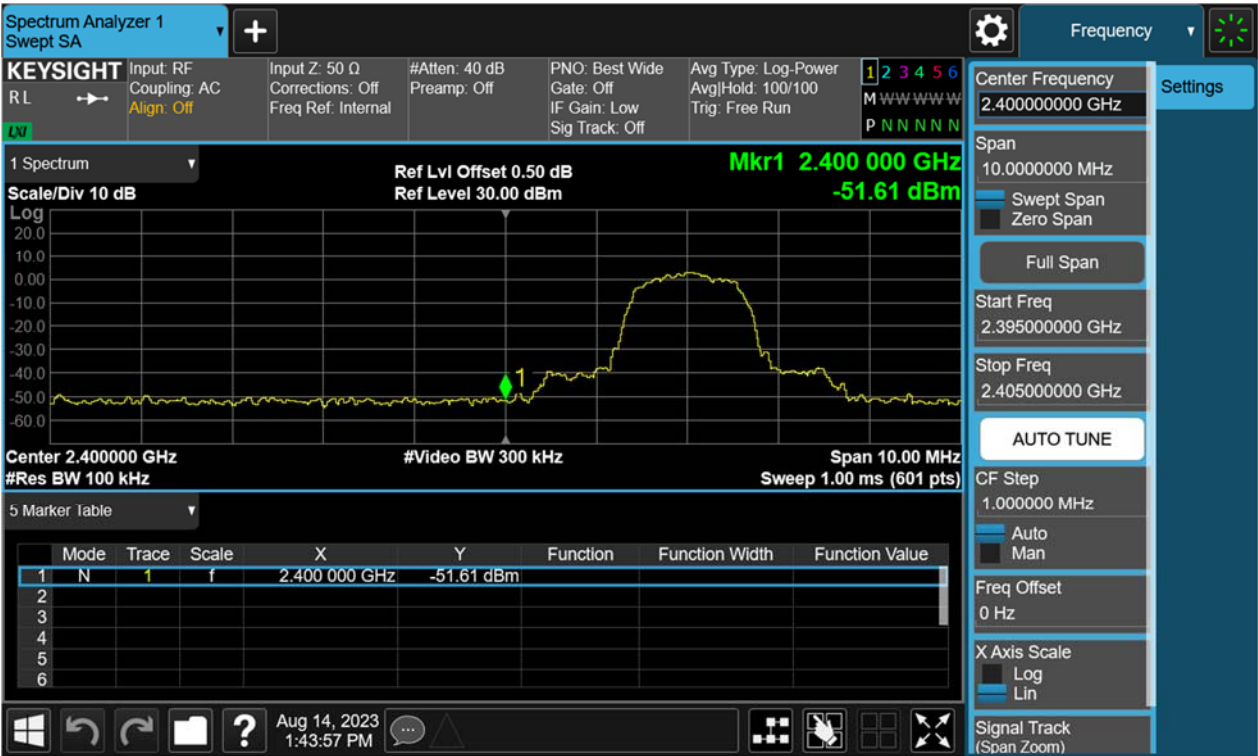 Spectrum Analyzer 1
Swept SA
+
Frequency
KEYSIGHT
RL
LXI
Input: RF
Coupling: AC
Align: Off
Input Z: 50 Ω
Corrections: Off
Freq Ref: Internal
#Atten: 40 dB
Preamp: Off
PNO: Best Wide
Gate: Off
IF Gain: Low
Sig Track: Off
Avg Type: Log-Power
Avg|Hold: 100/100
Trig: Free Run
1 2 3 4 5 6
M W W W W W
P N N N N N
1 Spectrum
Scale/Div 10 dB
Ref Lvl Offset 0.50 dB
Ref Level 30.00 dBm
Mkr1 2.400 000 GHz
-51.61 dBm
Log
20.0
10.0
0.00
-10.0
-20.0
-30.0
-40.0
-50.0
-60.0
1
Center 2.400000 GHz
#Res BW 100 kHz
#Video BW 300 kHz
Span 10.00 MHz
Sweep 1.00 ms (601 pts)
5 Marker Table
Mode Trace Scale X Y Function Function Width Function Value
1 N 1 f 2.400 000 GHz -51.61 dBm
2
3
4
5
6
?
Aug 14, 2023
1:43:57 PM
Center Frequency
2.400000000 GHz
Settings
Span
10.0000000 MHz
Swept Span
Zero Span
Full Span
Start Freq
2.395000000 GHz
Stop Freq
2.405000000 GHz
AUTO TUNE
CF Step
1.000000 MHz
Auto
Man
Freq Offset
0 Hz
X Axis Scale
Log
Lin
Signal Track
(Span Zoom)